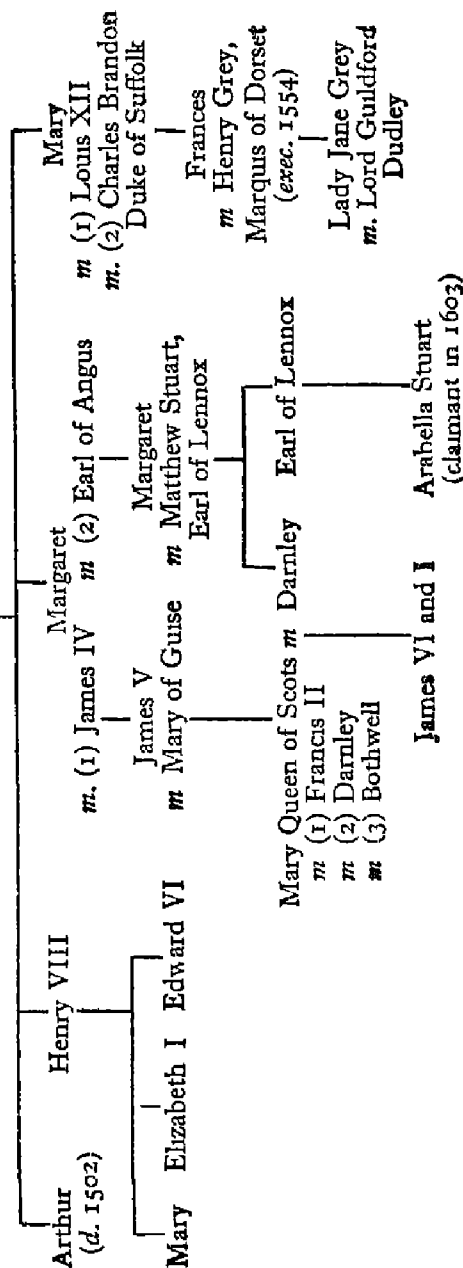 Arthur
(d. 1502)
Henry VIII
Mary Elizabeth I Edward VI
Margaret
m. (1) James IV m (2) Earl of Angus
James V
m Mary of Guise
Margaret
m Matthew Stuart,
Earl of Lennox
Mary Queen of Scots m Darnley Earl of Lennox
m (1) Francis II
m (2) Darnley
m (3) Bothwell
James VI and I
Arabella Stuart
(claimant in 1603)
Mary
m (1) Louis XII
m. (2) Charles Brandon
Duke of Suffolk
Frances
m Henry Grey,
Marquis of Dorset
(exec. 1554)
Lady Jane Grey
m. Lord Guildford
Dudley